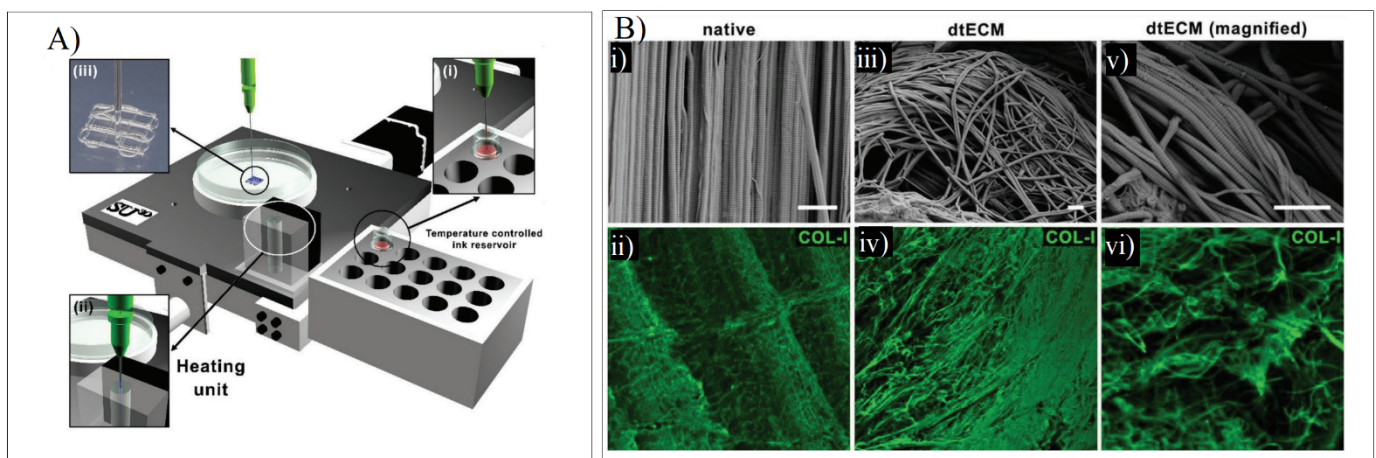 A)
(iii)
(i)
SU3D
Temperature controlled
ink reservoir
(ii)
Heating
unit
B)
native
dtECM
dtECM (magnified)
i)
iii)
v)
COL-I
COL-I
COL-I
ii)
iv)
vi)